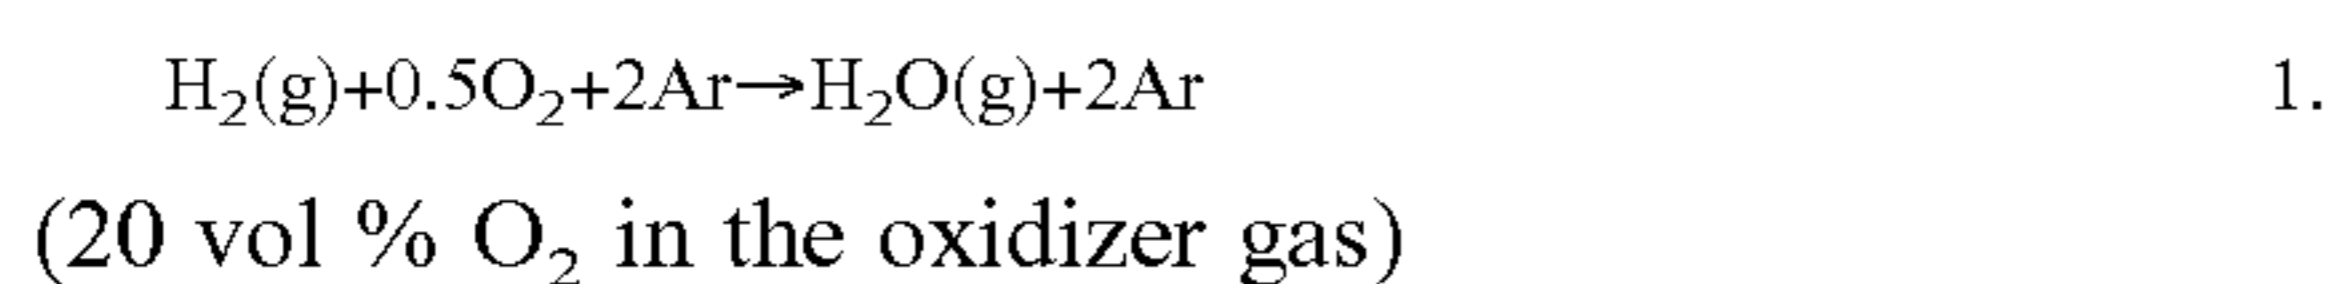 H₂(g)+0.5O₂+2Ar→H₂O(g)+2Ar 1.
(20 vol % O₂ in the oxidizer gas)